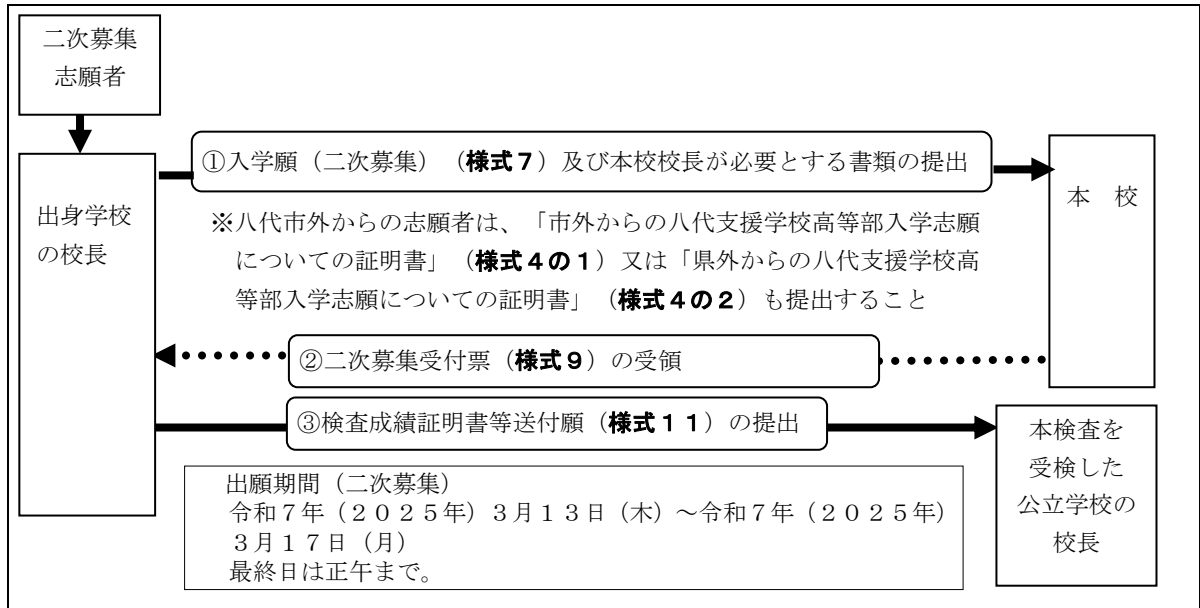 二次募集
志願者
①入学願（二次募集）（様式７）及び本校校長が必要とする書類の提出
出身学校
の校長
本　校
※八代市外からの志願者は、「市外からの八代支援学校高等部入学志願
についての証明書」（様式４の１）又は「県外からの八代支援学校高
等部入学志願についての証明書」（様式４の２）も提出すること
②二次募集受付票（様式９）の受領
③検査成績証明書等送付願（様式１１）の提出
本検査を
受検した
公立学校の
校長
出願期間（二次募集）
令和７年（２０２５年）３月１３日（木）～令和７年（２０２５年）
３月１７日（月）
最終日は正午まで。